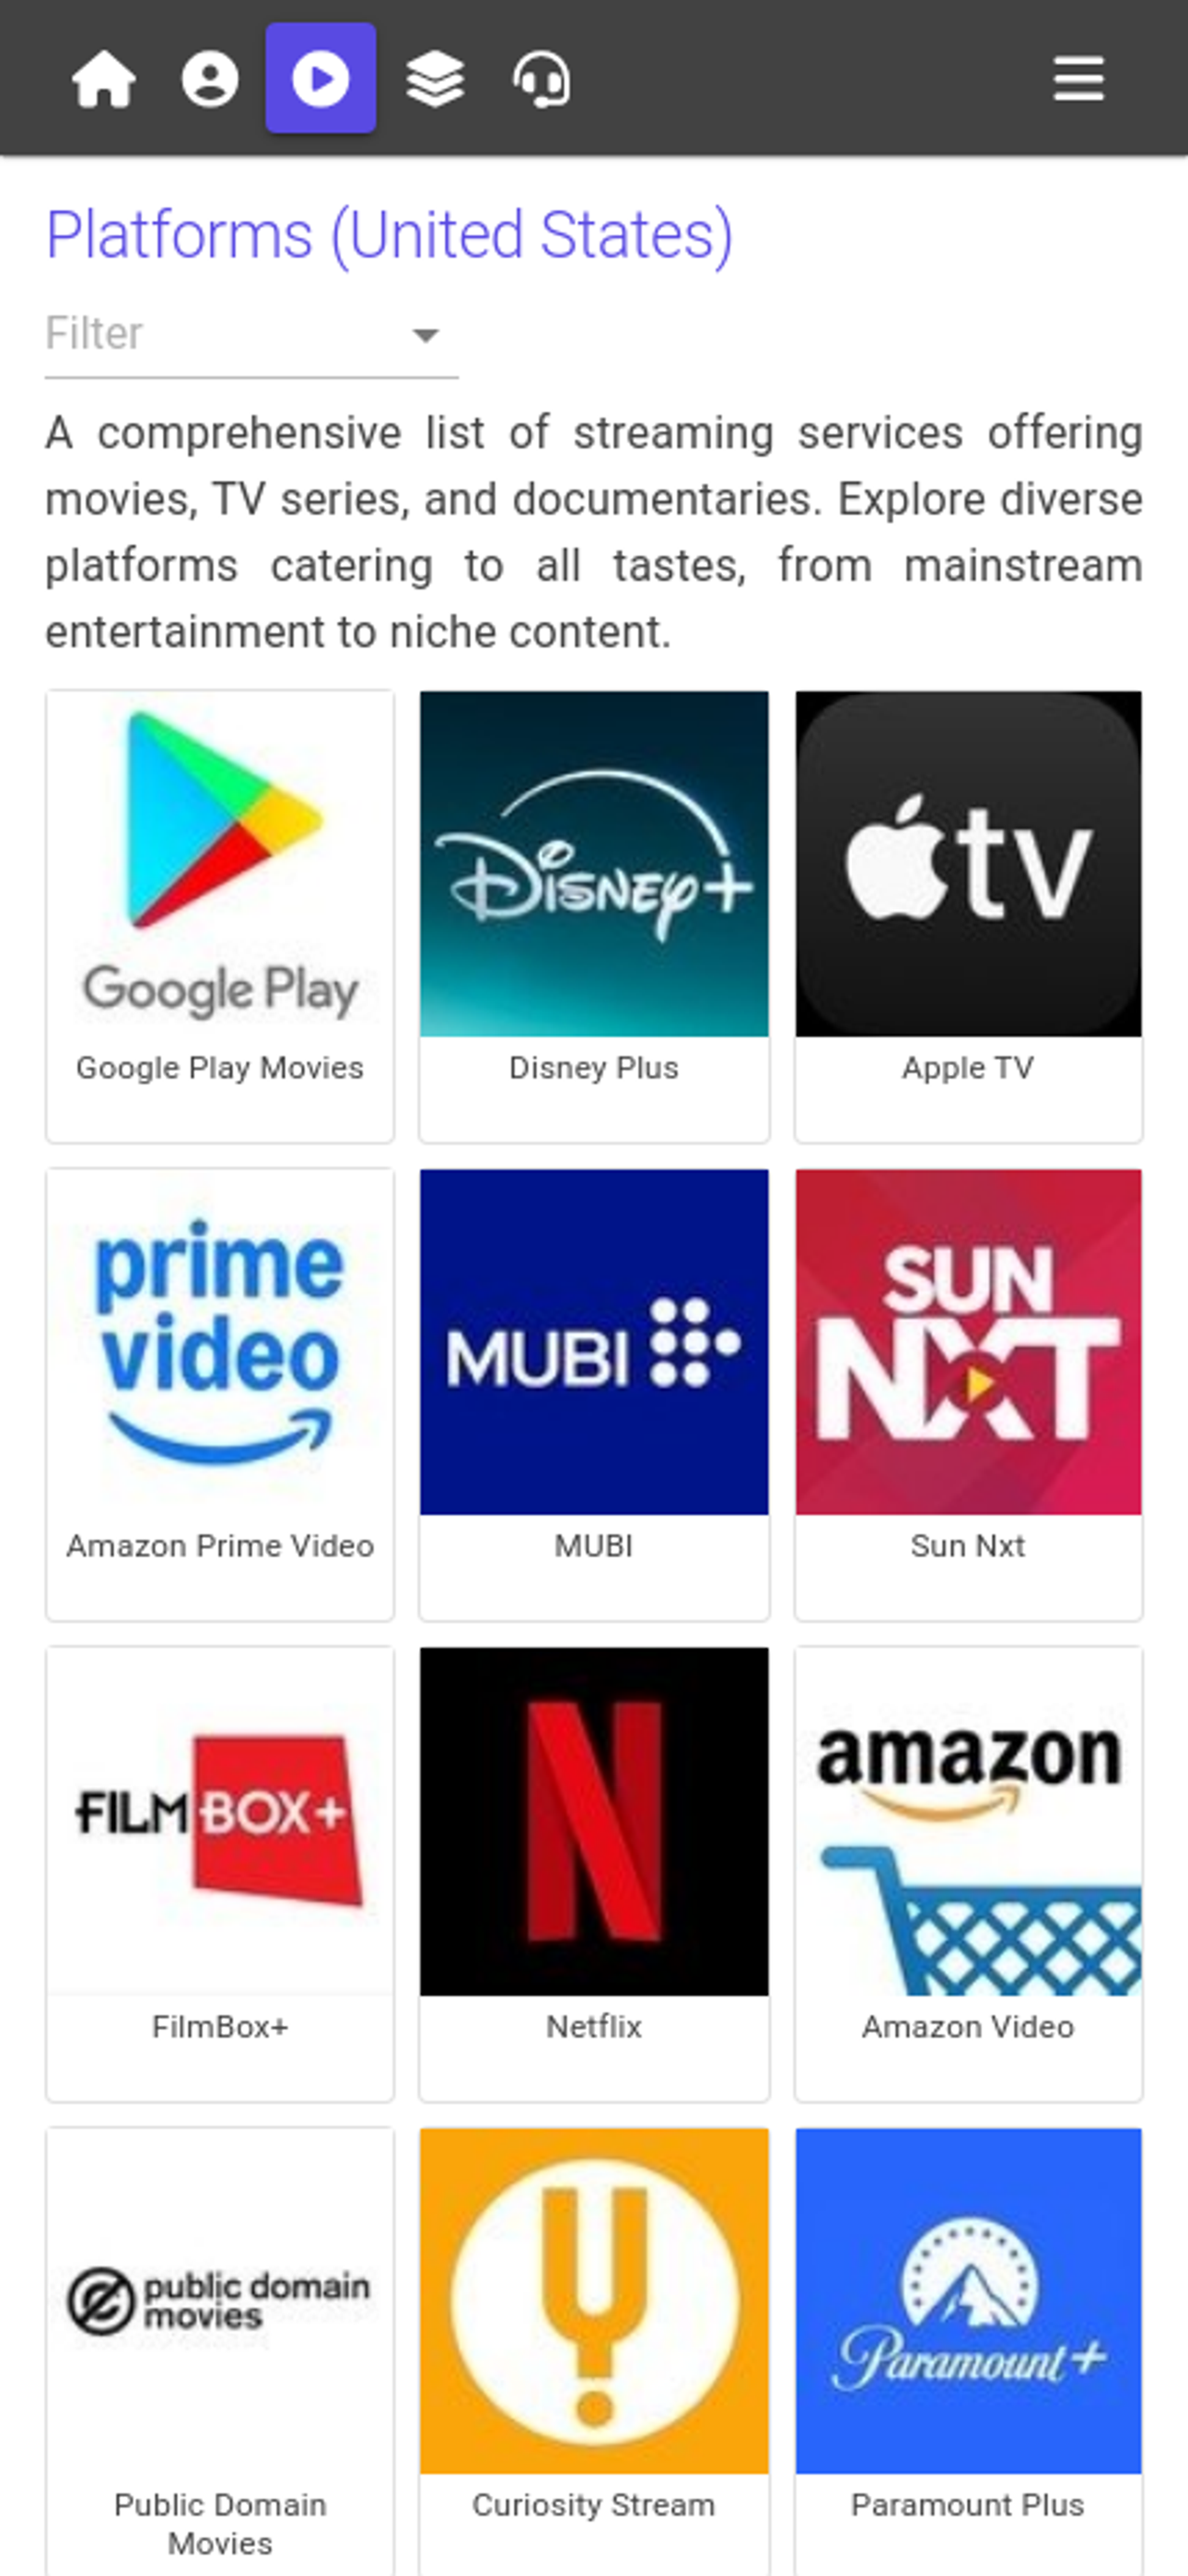 Platforms (United States)
Filter
A comprehensive list of streaming services offering
movies, TV series, and documentaries. Explore diverse
platforms catering to all tastes, from mainstream
entertainment to niche content.
Google Play
Google Play Movies
Disney+
Disney Plus
tv
Apple TV
prime
video
Amazon Prime Video
MUBI
MUBI
SUN
NXT
Sun Nxt
FILMBOX+
FilmBox+
N
Netflix
amazon
Amazon Video
public domain
movies
Public Domain
Movies
Curiosity Stream
Paramount+
Paramount Plus